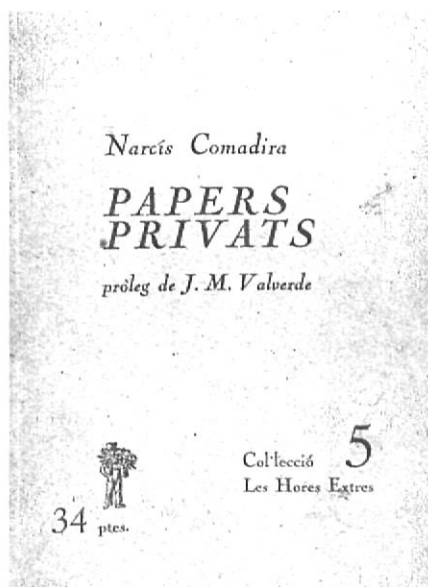 Narcís Comadira
PAPERS
PRIVATS
pròleg de J. M. Valverde
Col·lecció 5
Les Hores Extres
34 ptes.